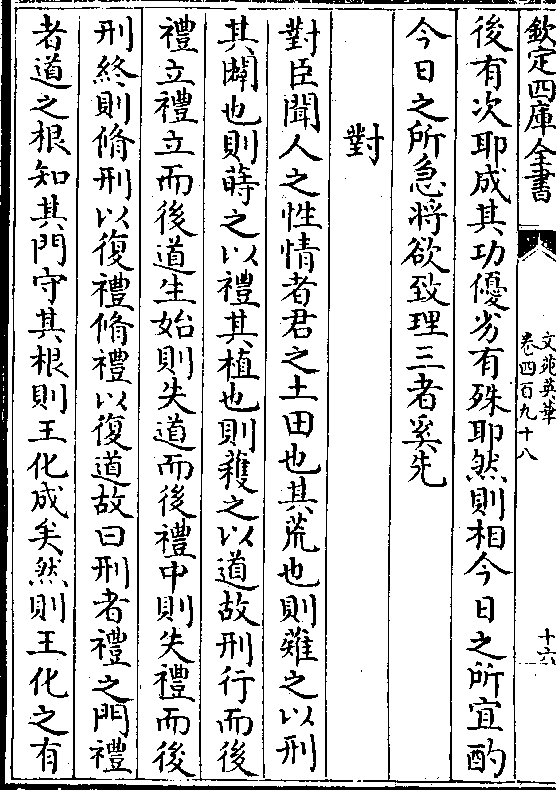 欽定四庫全書
文苑英華
卷四百九十八
十六
後有次耶成其功優劣有殊耶然則相今日之所宜酌
今日之所急将欲致理三者奚先
對
對臣聞人之性情者君之土田也其荒也則薙之以刑
其闢也則蒔之以禮其植也則穫之以道故刑行而後
禮立禮立而後道生始則失道而後禮中則失禮而後
刑終則脩刑以復禮脩禮以復道故曰刑者禮之門禮
者道之根知其門守其根則王化成矣然則王化之有